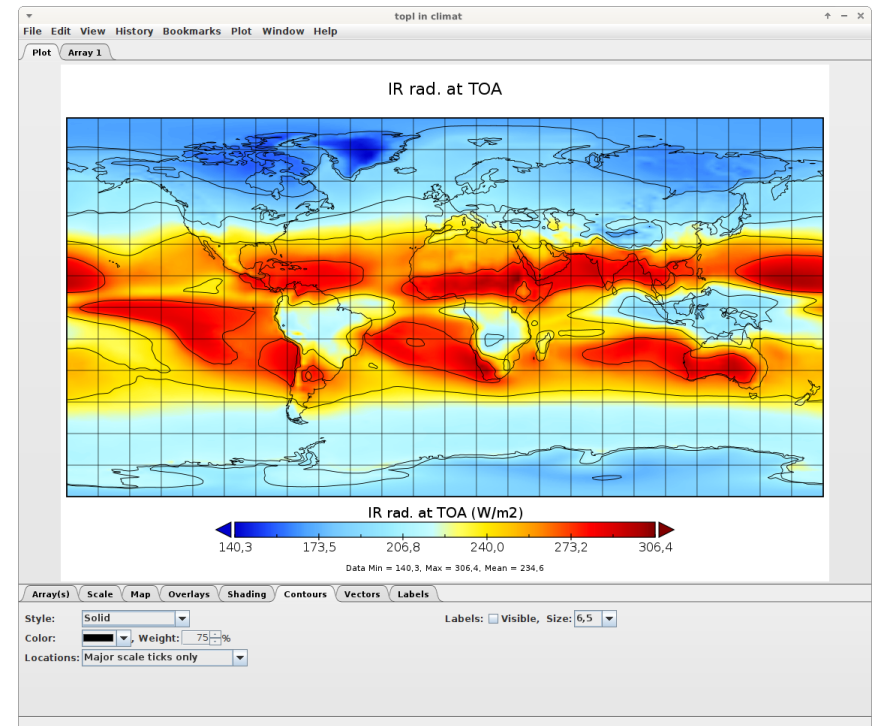 topl in climat
File Edit View History Bookmarks Plot Window Help
Plot Array 1
IR rad. at TOA
IR rad. at TOA (W/m2)
140,3 173,5 206,8 240,0 273,2 306,4
Data Min = 140,3, Max = 306,4, Mean = 234,6
Array(s) Scale Map Overlays Shading Contours Vectors Labels
Style: Solid Labels: Visible, Size: 6,5
Color: , Weight: 75 %
Locations: Major scale ticks only